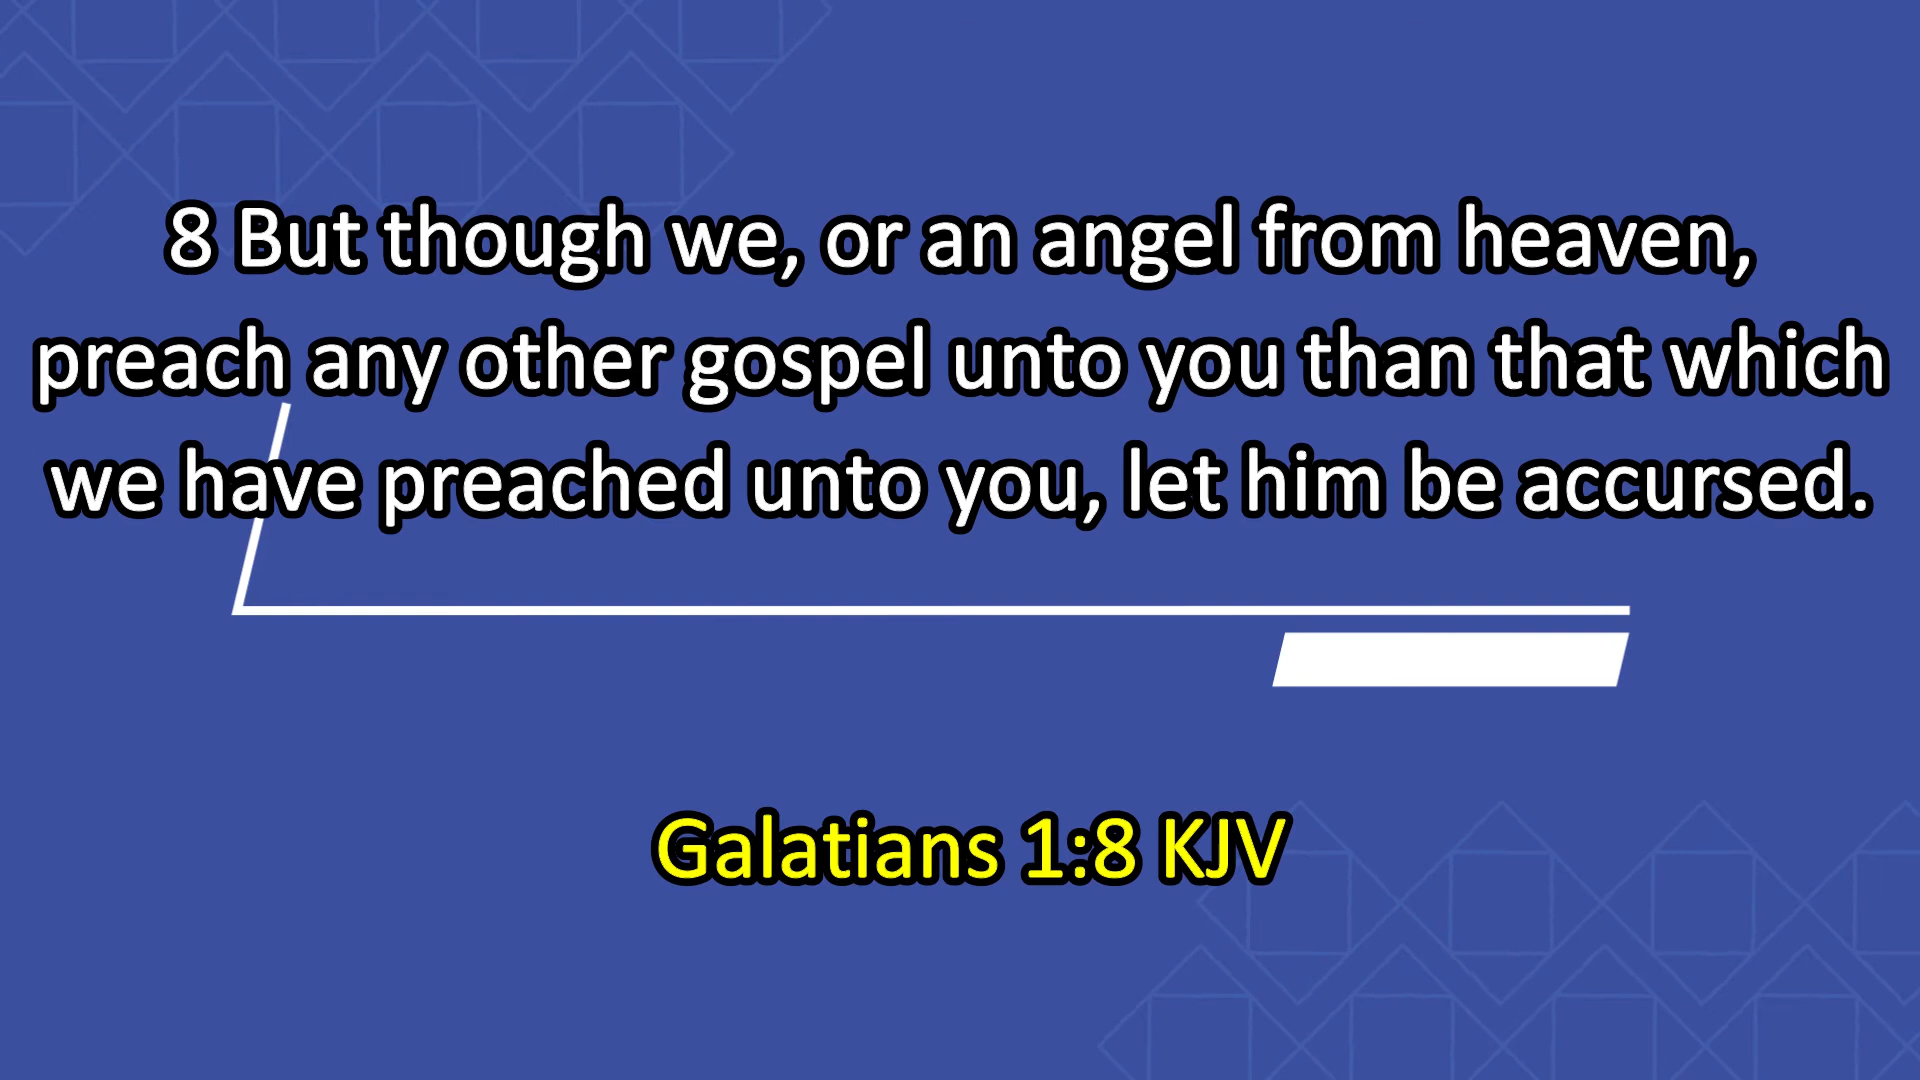 8 But though we, or an angel from heaven,
preach any other gospel unto you than that which
we have preached unto you, let him be accursed.
Galatians 1:8 KJV